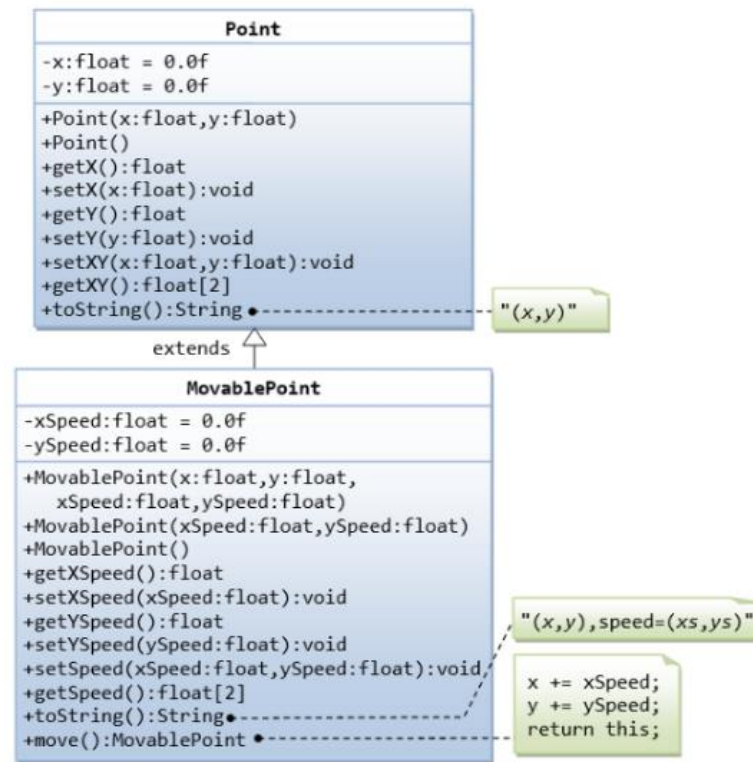 Point
-x:float = 0.0f
-y:float = 0.0f
+Point(x:float,y:float)
+Point()
+getX():float
+setX(x:float):void
+getY():float
+setY(y:float):void
+setXY(x:float,y:float):void
+getXY():float[2]
+toString():String
"(x,y)"
extends
MovablePoint
-xSpeed:float = 0.0f
-ySpeed:float = 0.0f
+MovablePoint(x:float,y:float,
xSpeed:float,ySpeed:float)
+MovablePoint(xSpeed:float,ySpeed:float)
+MovablePoint()
+getXSpeed():float
+setXSpeed(xSpeed:float):void
+getYSpeed():float
+setYSpeed(ySpeed:float):void
+setSpeed(xSpeed:float,ySpeed:float):void
+getSpeed():float[2]
+toString():String
+move():MovablePoint
"(x,y),speed=(xs,ys)"
x += xSpeed;
y += ySpeed;
return this;